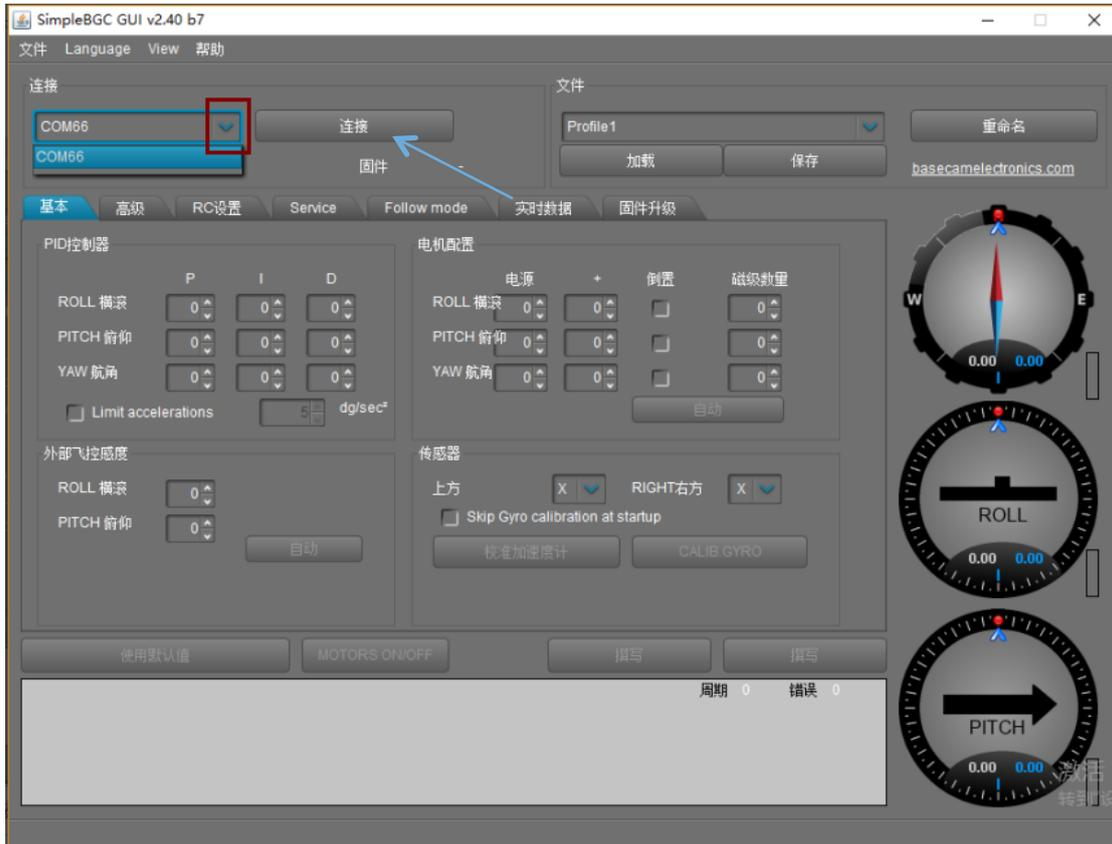 SimpleBGC GUI v2.40 b7
文件 Language View 帮助
连接 文件
COM66 连接 Profile1 重命名
COM66 固件 - 加载 保存 basecamelectronics.com
基本 高级 RC设置 Service Follow mode 实时数据 固件升级
PID控制器 电机配置
P I D 电源 + 倒置 磁级数量
ROLL 横滚 0 0 0 ROLL 横滚 0 0 0
PITCH 俯仰 0 0 0 PITCH 俯仰 0 0 0
YAW 航角 0 0 0 YAW 航角 0 0 0
Limit accelerations 5 dg/sec² 自动
W E
0.00 0.00
外部飞控感度 传感器
ROLL 横滚 0 上方 X RIGHT右方 X
PITCH 俯仰 0 Skip Gyro calibration at startup
自动 校准加速度计 CALIB.GYRO
ROLL
0.00 0.00
使用默认值 MOTORS ON/OFF 撰写 撰写
周期 0 错误 0
PITCH
0.00 0.00
激活
转到"设